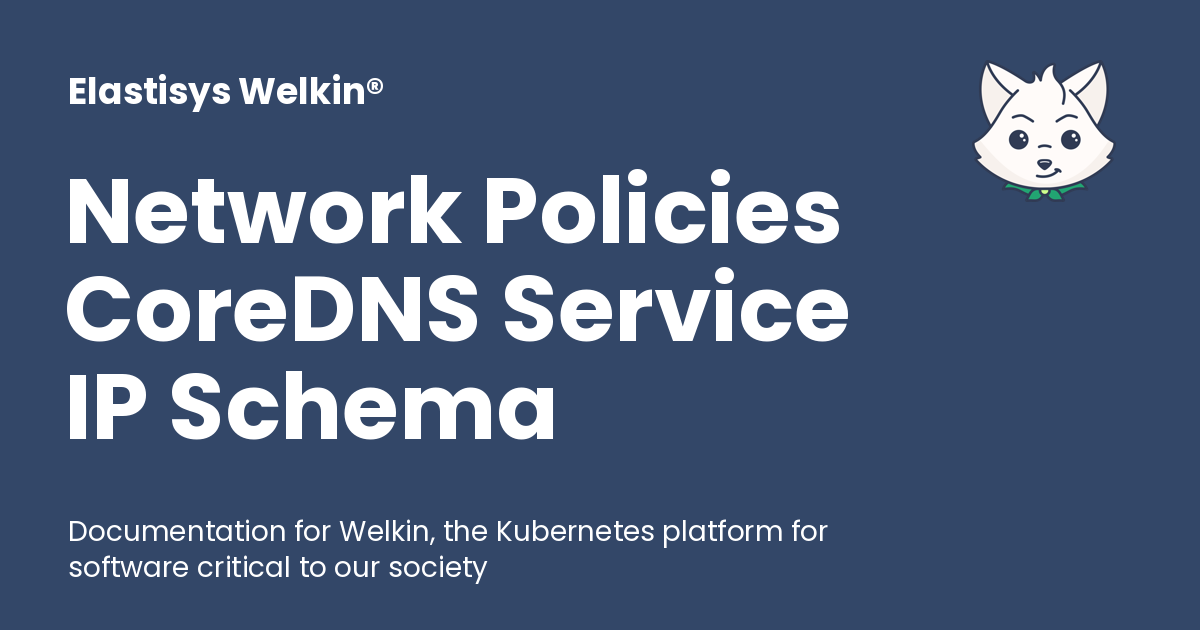 Elastisys Welkin®
Network Policies
CoreDNS Service
IP Schema
Documentation for Welkin, the Kubernetes platform for
software critical to our society